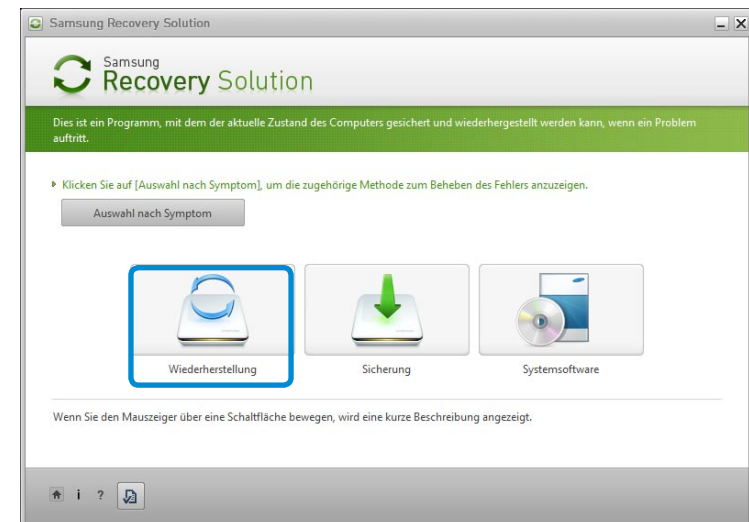 Samsung Recovery Solution
Samsung
Recovery Solution
Dies ist ein Programm, mit dem der aktuelle Zustand des Computers gesichert und wiederhergestellt werden kann, wenn ein Problem
auftritt.
Klicken Sie auf [Auswahl nach Symptom], um die zugehörige Methode zum Beheben des Fehlers anzuzeigen.
Auswahl nach Symptom
Wiederherstellung Sicherung Systemsoftware
Wenn Sie den Mauszeiger über eine Schaltfläche bewegen, wird eine kurze Beschreibung angezeigt.
i ?